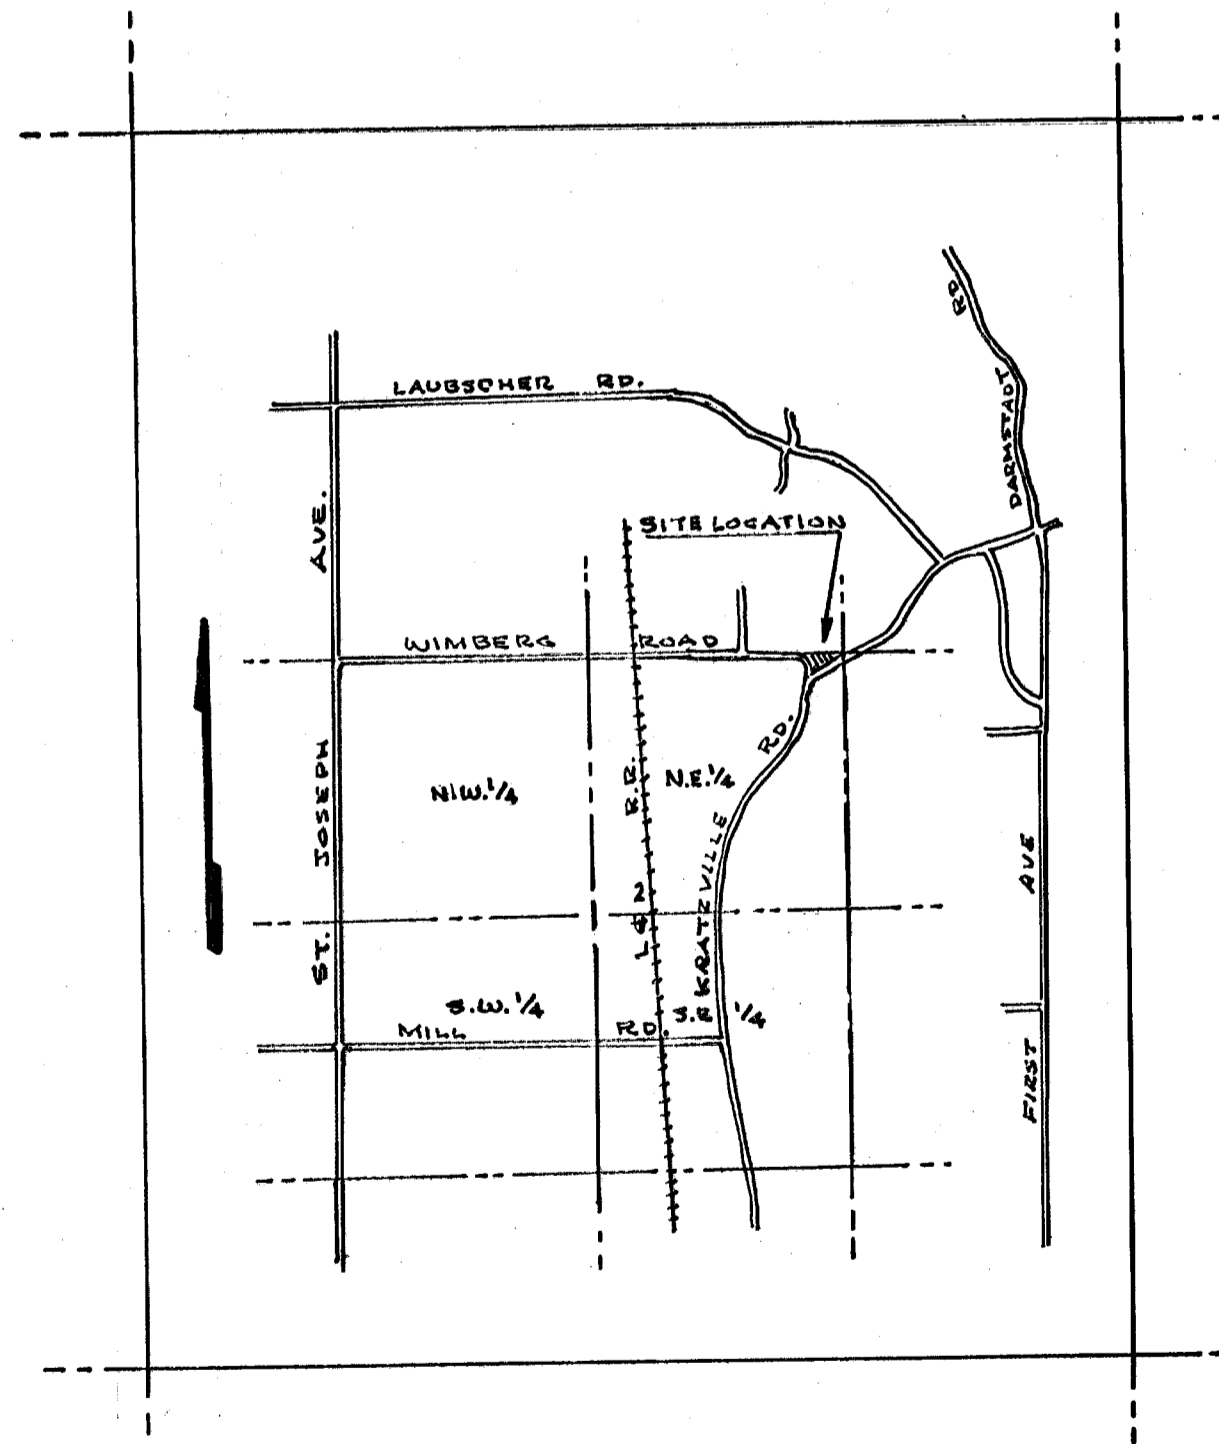 LAUBSCHER RD.
DARMSTADT RD.
SITE LOCATION
WIMBERG ROAD
ST. JOSEPH AVE.
N.W. 1/4
N.E. 1/4
L & N R.R.
KRATZVILLE RD.
S.W. 1/4
S.E 1/4
MILL RD.
FIRST AVE